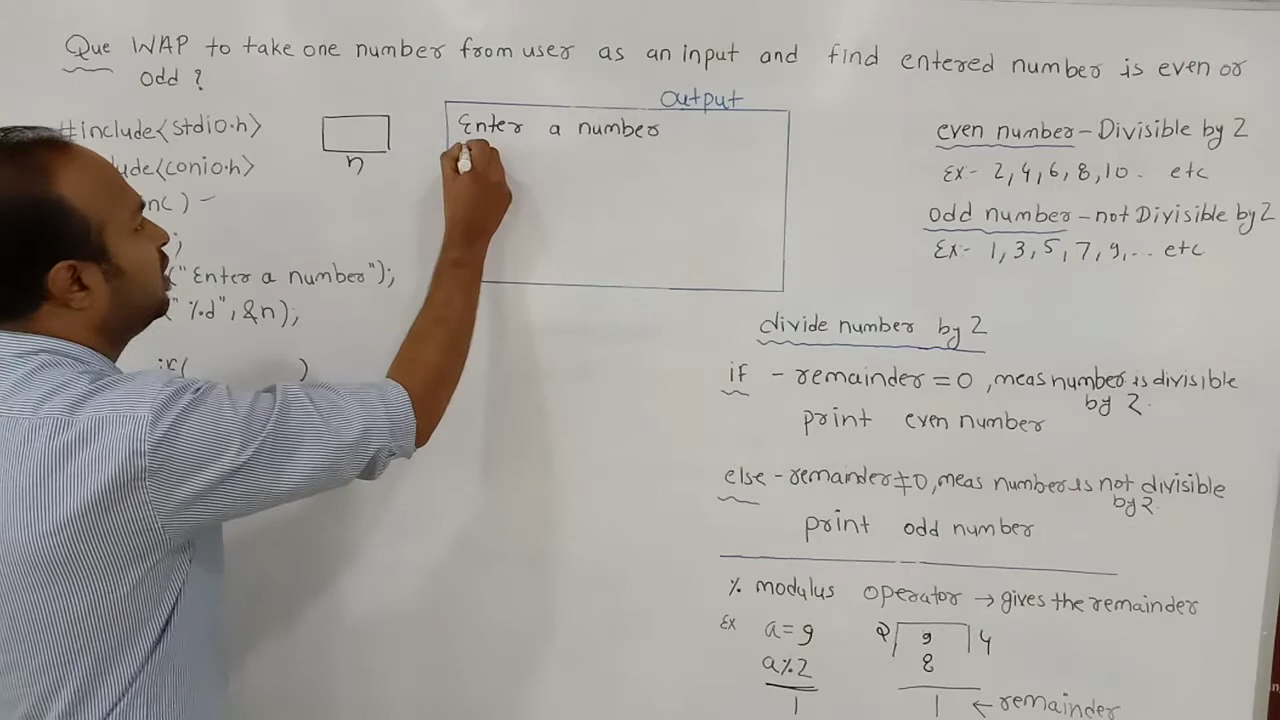 Que WAP to take one number from user as an input and find entered number is even or
odd ?
#include<stdio.h>
lude<conio.h>
n( ) -
;
("Enter a number");
("%d",&n);
if( )
n
output
Enter a number
even number - Divisible by 2
Ex- 2, 4, 6, 8, 10. etc
odd number - not Divisible by 2
Ex- 1, 3, 5, 7, 9, ... etc
divide number by 2
if - remainder = 0 , meas number is divisible
by 2.
print even number
else - remainder ≠ 0, meas number is not divisible
by 2.
print odd number
% modulus operator → gives the remainder
Ex a = 9
a%2
1
2 9 4
8
1 ← remainder